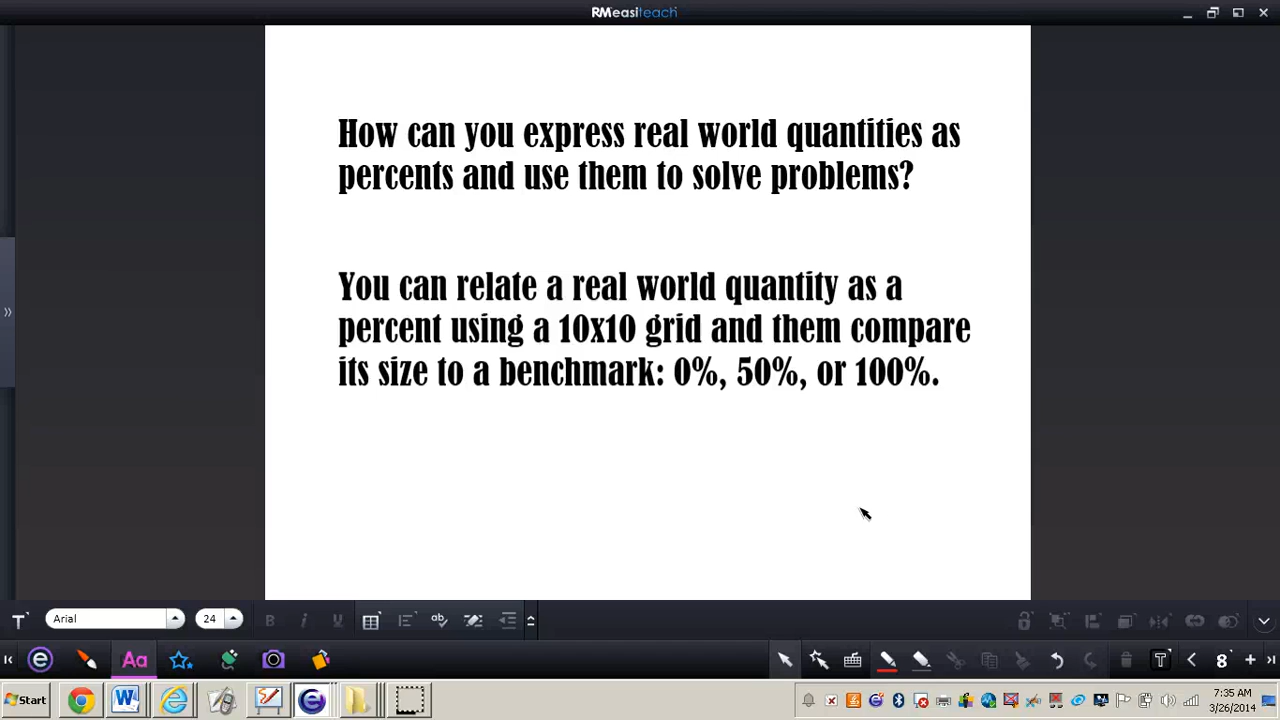 RMeasiteach
How can you express real world quantities as
percents and use them to solve problems?
You can relate a real world quantity as a
percent using a 10x10 grid and them compare
its size to a benchmark: 0%, 50%, or 100%.
Arial 24 B i U
Aa 8
Start 7:35 AM
3/26/2014